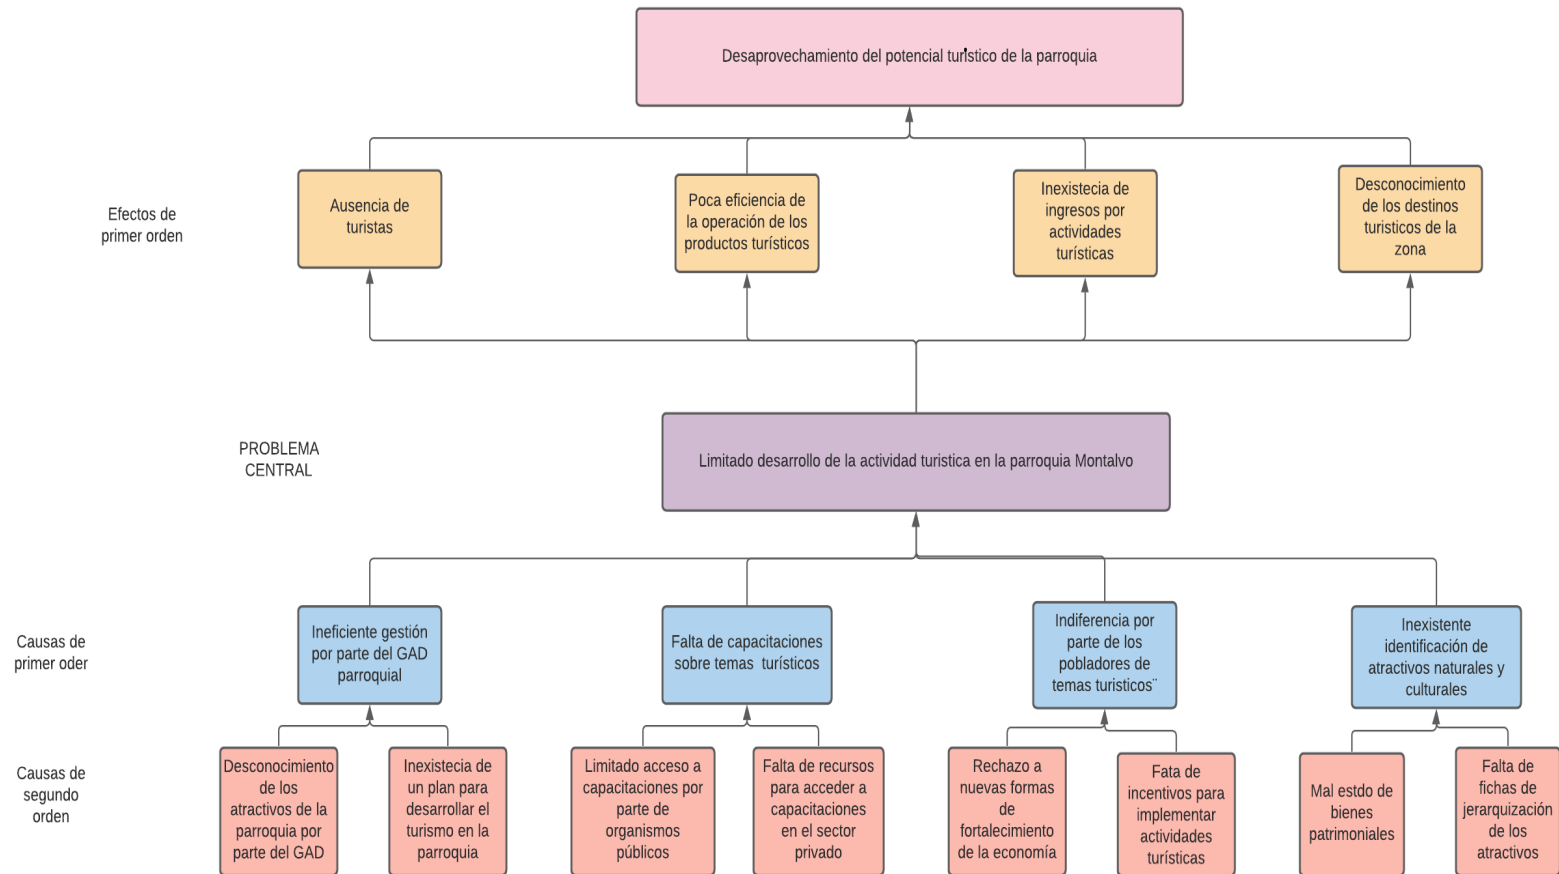 Desaprovechamiento del potencial turístico de la parroquia
Efectos de
primer orden
Ausencia de
turistas
Poca eficiencia de
la operación de los
productos turísticos
Inexistecia de
ingresos por
actividades
turísticas
Desconocimiento
de los destinos
turisticos de la
zona
PROBLEMA
CENTRAL
Limitado desarrollo de la actividad turistica en la parroquia Montalvo
Causas de
primer oder
Ineficiente gestión
por parte del GAD
parroquial
Falta de capacitaciones
sobre temas turísticos
Indiferencia por
parte de los
pobladores de
temas turisticos¨
Inexistente
identificación de
atractivos naturales y
culturales
Causas de
segundo
orden
Desconocimiento
de los
atractivos de la
parroquia por
parte del GAD
Inexistecia de
un plan para
desarrollar el
turismo en la
parroquia
Limitado acceso a
capacitaciones por
parte de
organismos
públicos
Falta de recursos
para acceder a
capacitaciones
en el sector
privado
Rechazo a
nuevas formas
de
fortalecimiento
de la economía
Fata de
incentivos para
implementar
actividades
turísticas
Mal estdo de
bienes
patrimoniales
Falta de
fichas de
jerarquización
de los
atractivos